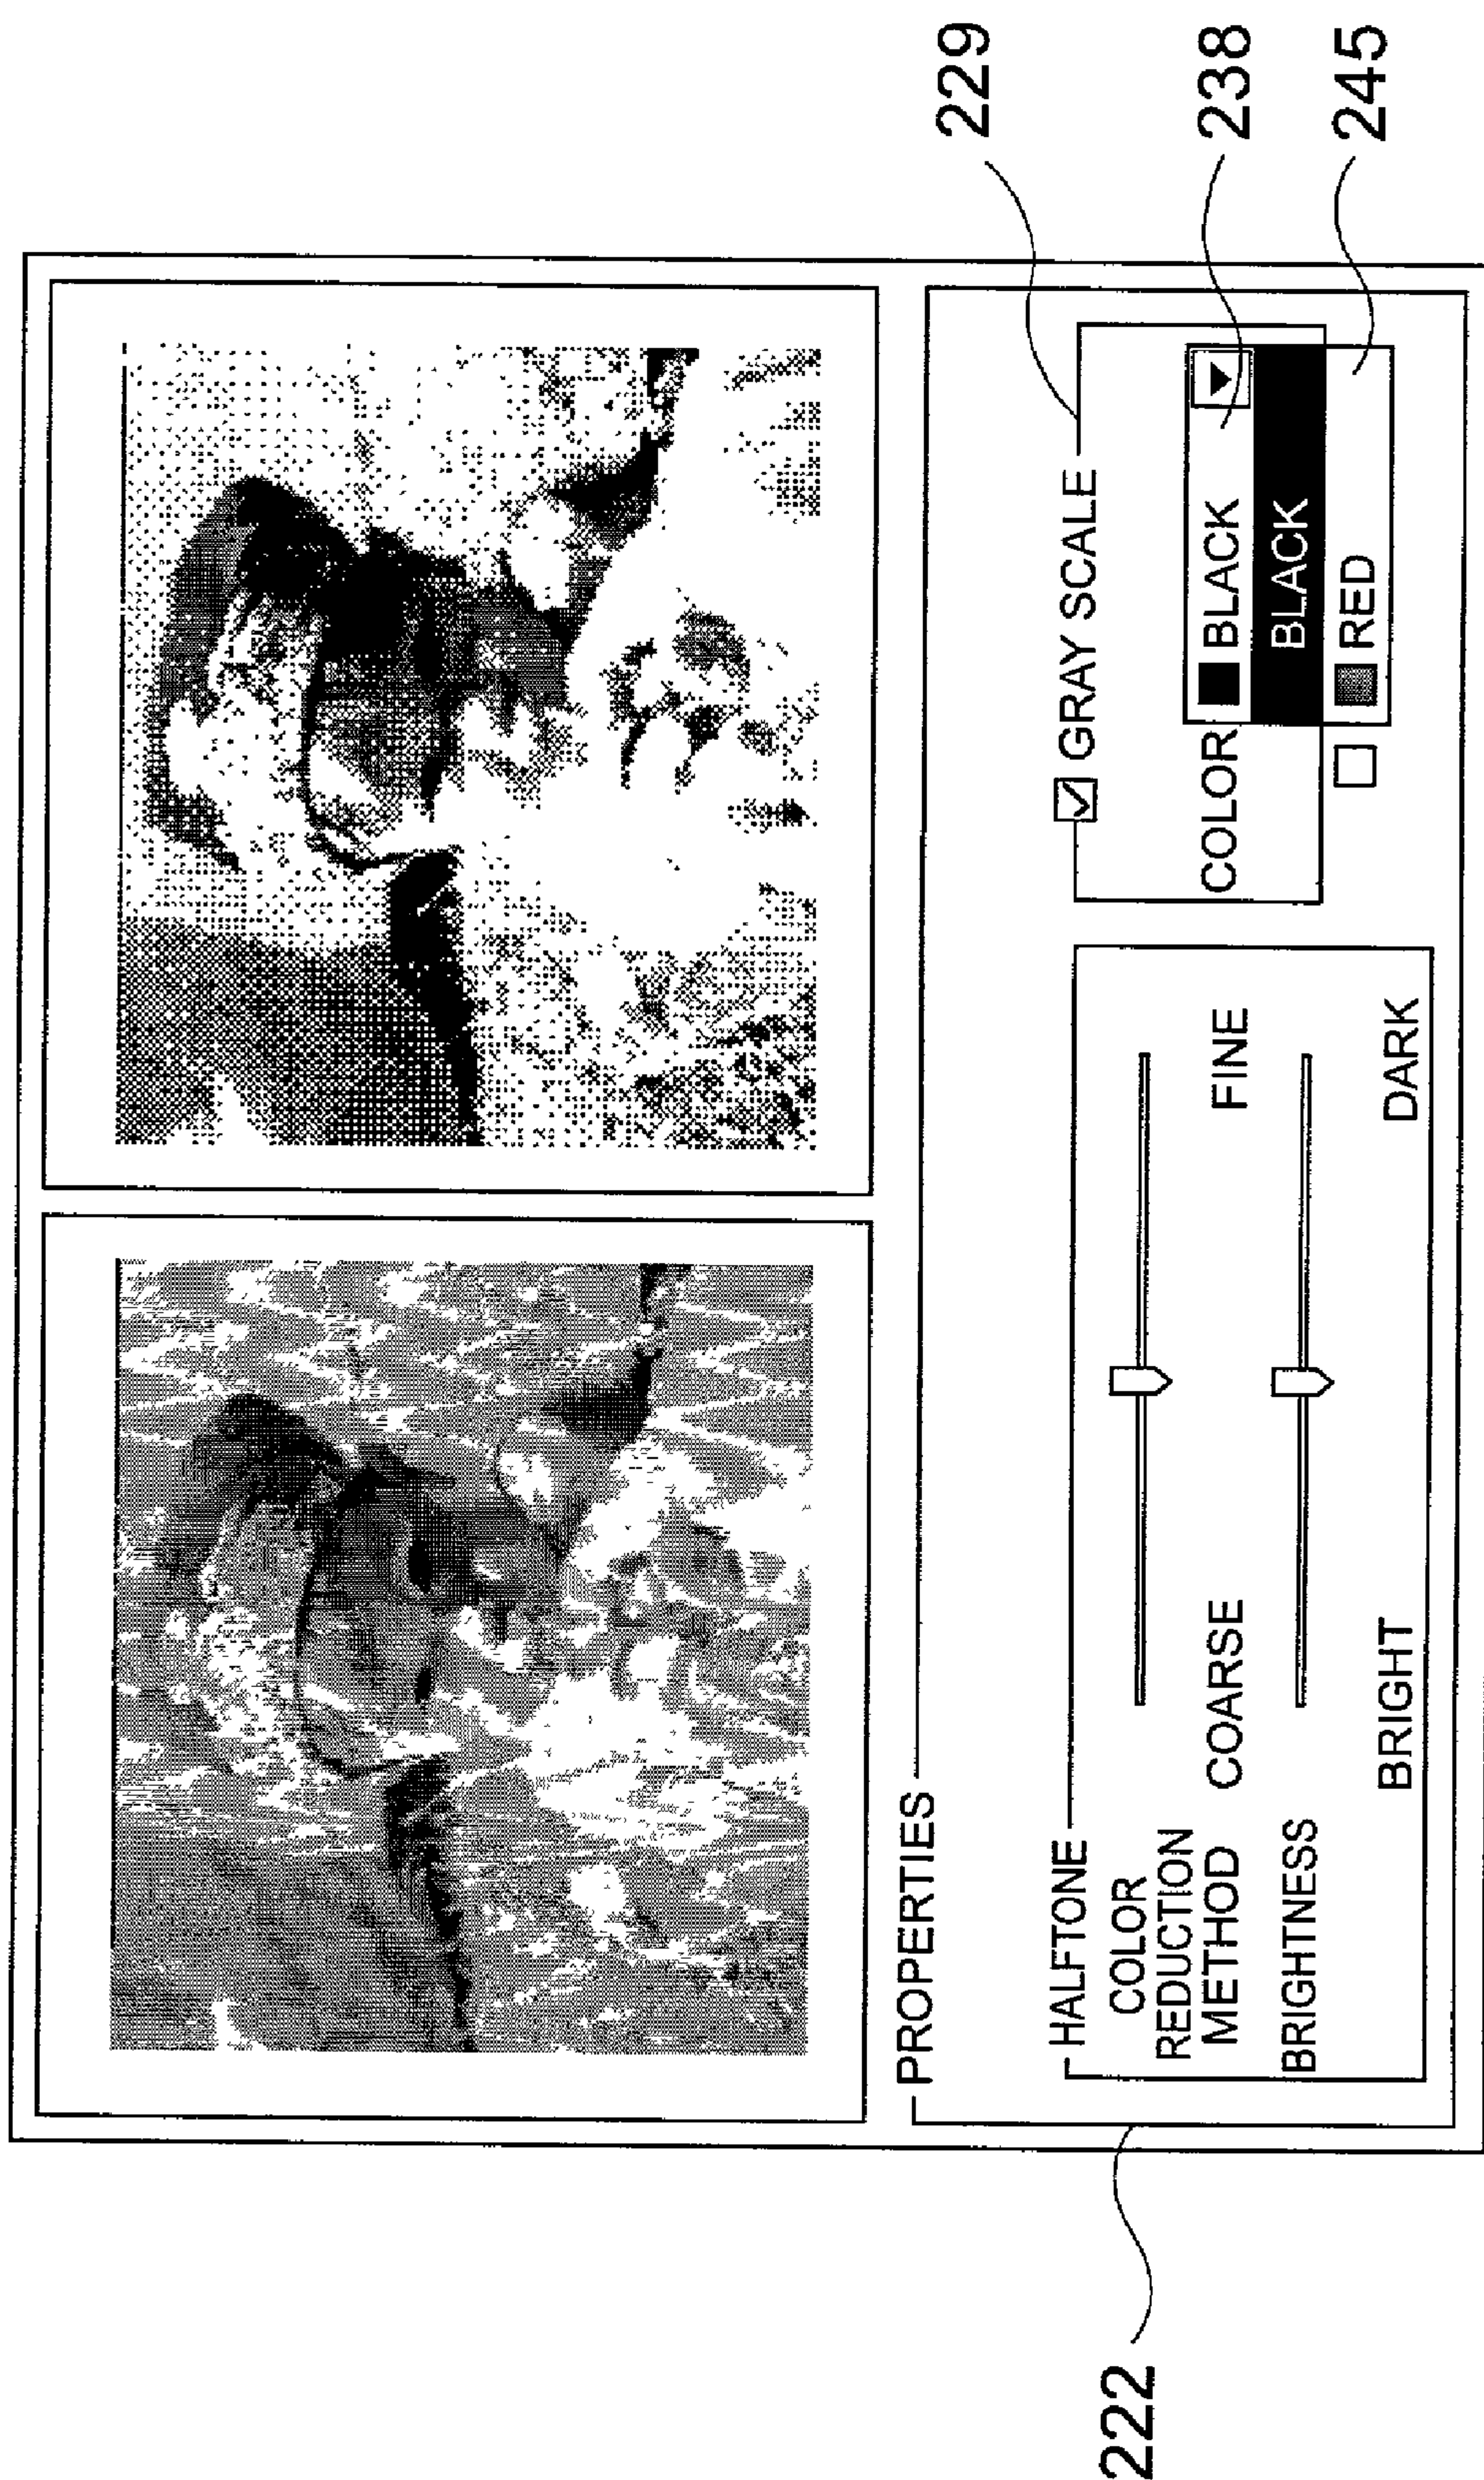 PROPERTIES
HALFTONE
COLOR
REDUCTION
METHOD
COARSE
FINE
BRIGHTNESS
BRIGHT
DARK
GRAY SCALE
COLOR
BLACK
BLACK
RED
222
229
238
245